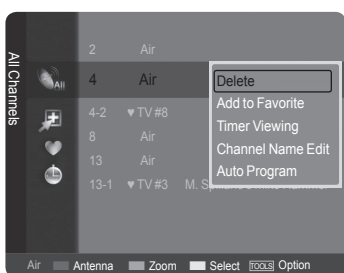 All Channels
All
2 Air
4 Air
4-2 ♥ TV #8
8 Air
13 Air
13-1 ♥ TV #3
Delete
Add to Favorite
Timer Viewing
Channel Name Edit
Auto Program
Air Antenna Zoom Select TOOLS Option